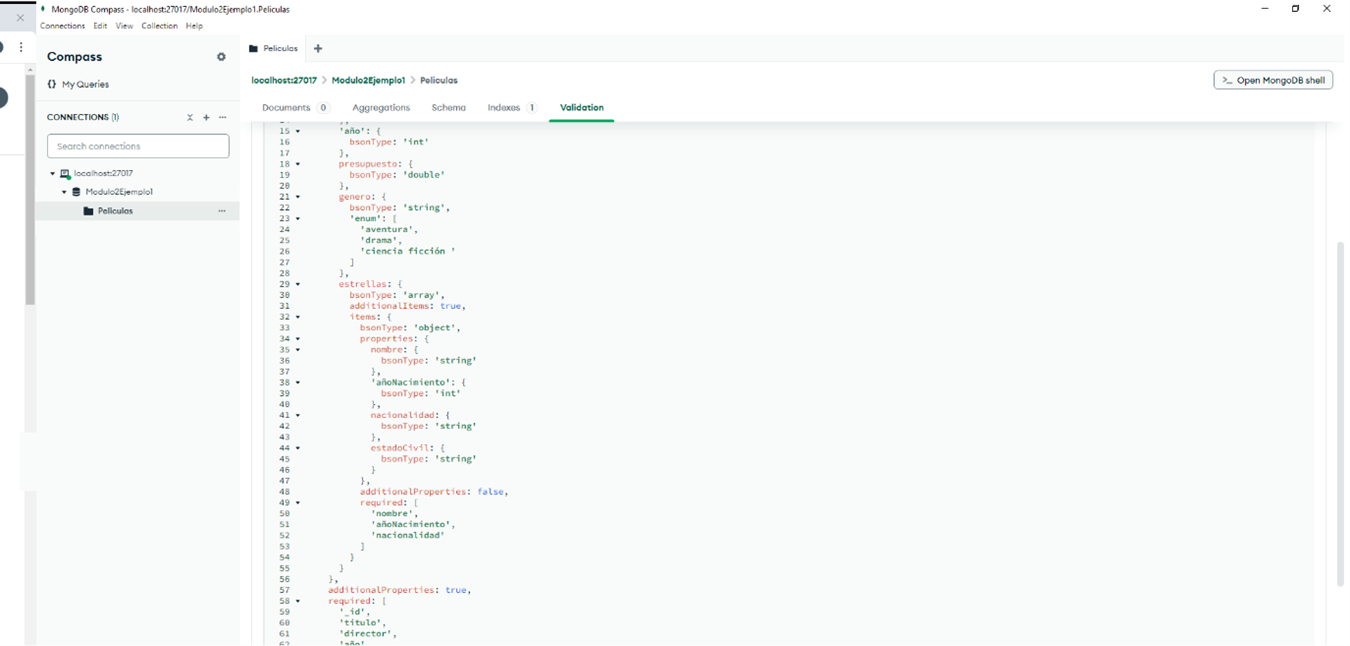 MongoDB Compass - localhost:27017/Modulo2Ejemplo1.Peliculas
Connections Edit View Collection Help
Compass
{} My Queries
CONNECTIONS (1)
Search connections
localhost:27017
Modulo2Ejemplo1
Peliculas
Peliculas
localhost:27017 > Modulo2Ejemplo1 > Peliculas
>_ Open MongoDB shell
Documents 0 Aggregations Schema Indexes 1 Validation
15 'año': {
16 bsonType: 'int'
17 },
18 presupuesto: {
19 bsonType: 'double'
20 },
21 genero: {
22 bsonType: 'string',
23 'enum': [
24 'aventura',
25 'drama',
26 'ciencia ficción '
27 ]
28 },
29 estrellas: {
30 bsonType: 'array',
31 additionalItems: true,
32 items: {
33 bsonType: 'object',
34 properties: {
35 nombre: {
36 bsonType: 'string'
37 },
38 'añoNacimiento': {
39 bsonType: 'int'
40 },
41 nacionalidad: {
42 bsonType: 'string'
43 },
44 estadoCivil: {
45 bsonType: 'string'
46 }
47 },
48 additionalProperties: false,
49 required: [
50 'nombre',
51 'añoNacimiento',
52 'nacionalidad'
53 ]
54 }
55 }
56 },
57 additionalProperties: true,
58 required: [
59 '_id',
60 'titulo',
61 'director',
62 'año',